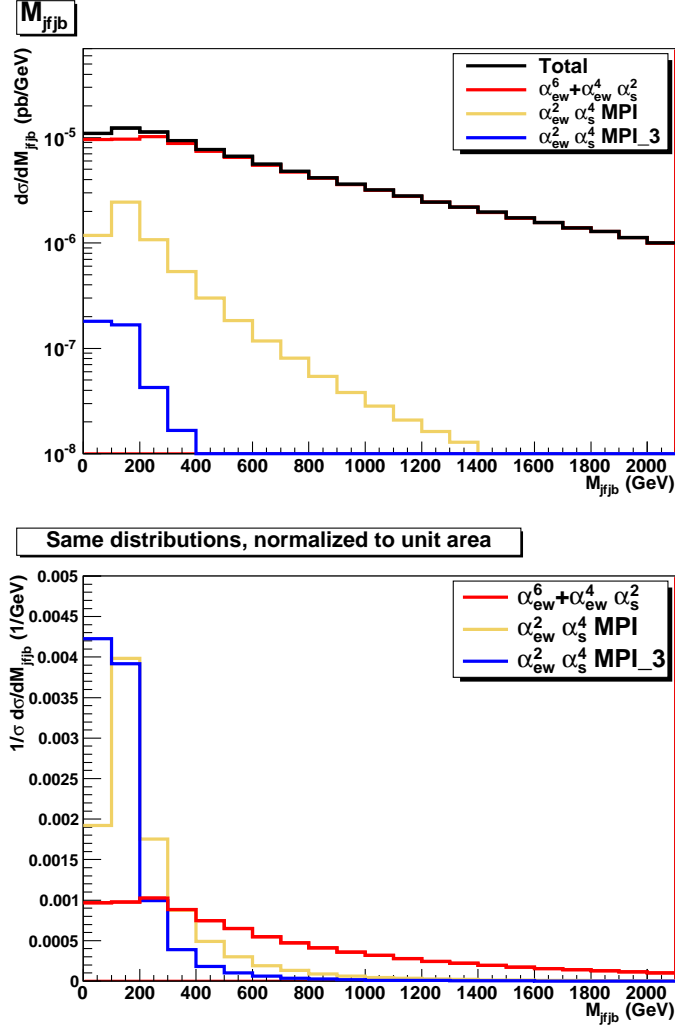 M_jfjb
dσ/dM_jfjb (pb/GeV)
Total
α_ew^6+α_ew^4 α_s^2
α_ew^2 α_s^4 MPI
α_ew^2 α_s^4 MPI_3
10^-5
10^-6
10^-7
10^-8
0 200 400 600 800 1000 1200 1400 1600 1800 2000
M_jfjb (GeV)
Same distributions, normalized to unit area
1/σ dσ/dM_jfjb (1/GeV)
α_ew^6+α_ew^4 α_s^2
α_ew^2 α_s^4 MPI
α_ew^2 α_s^4 MPI_3
0.005
0.0045
0.004
0.0035
0.003
0.0025
0.002
0.0015
0.001
0.0005
0
0 200 400 600 800 1000 1200 1400 1600 1800 2000
M_jfjb (GeV)